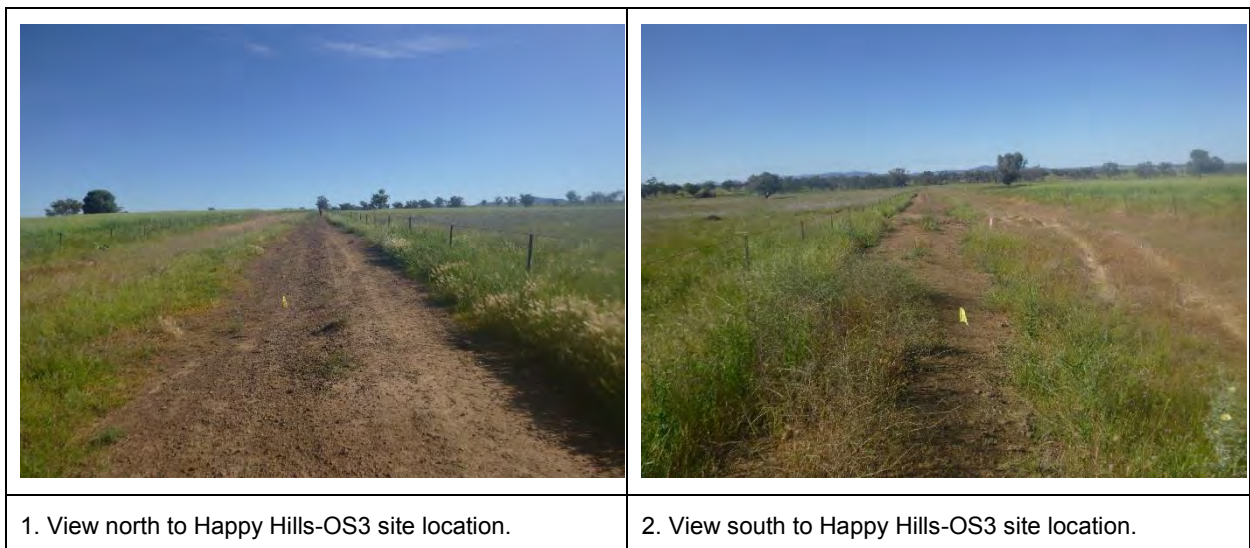 1. View north to Happy Hills-OS3 site location.
2. View south to Happy Hills-OS3 site location.